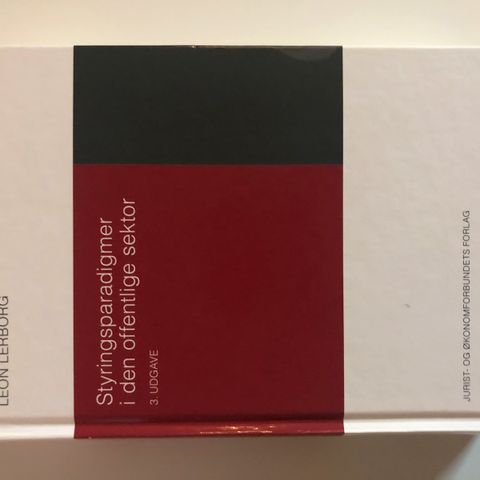 LEON LERBORG
Styringsparadigmer
i den offentlige sektor
3. UDGAVE
JURIST- OG ØKONOMFORBUNDETS FORLAG